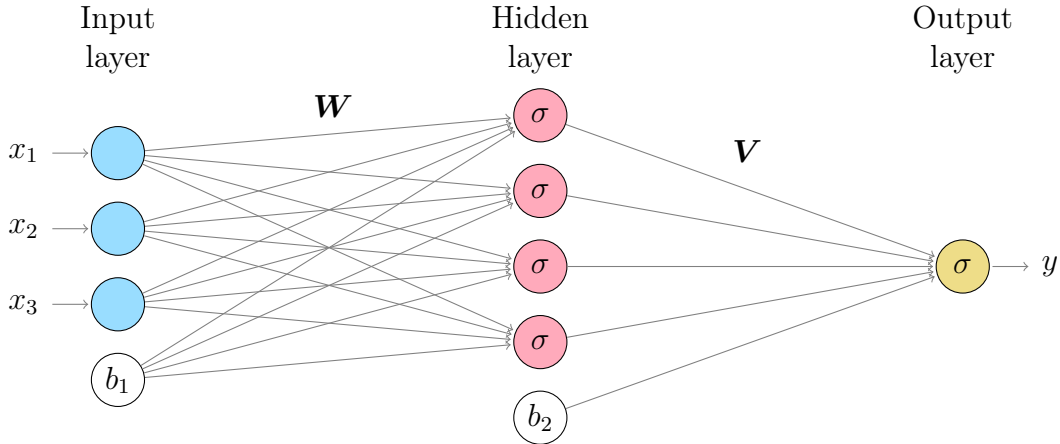 Input
layer
Hidden
layer
Output
layer
W
V
x₁
x₂
x₃
b₁
σ
σ
σ
σ
b₂
σ
y